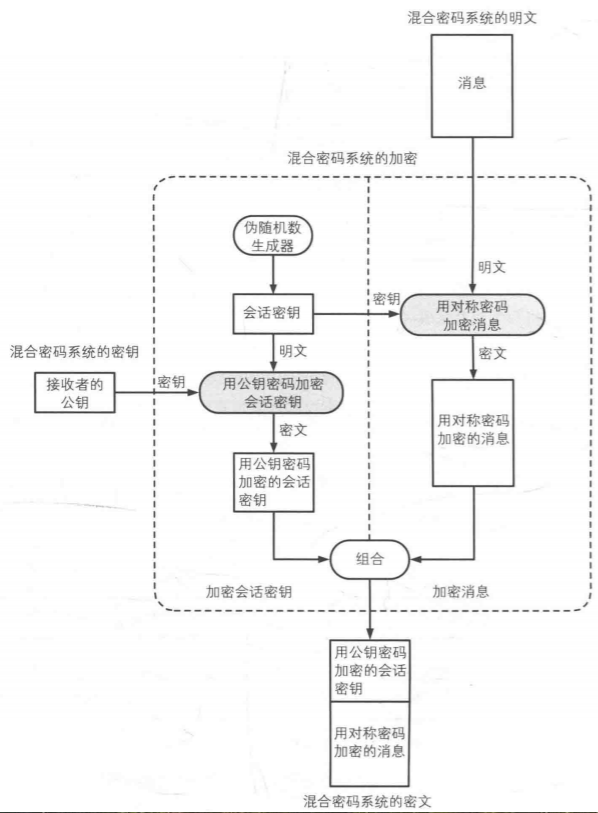 混合密码系统的明文
消息
混合密码系统的加密
伪随机数
生成器
明文
会话密钥
密钥
用对称密码
加密消息
混合密码系统的密钥
明文
密文
接收者的
公钥
密钥
用公钥密码加密
会话密钥
用对称密码
加密的消息
密文
用公钥密码
加密的会话
密钥
组合
加密会话密钥
加密消息
用公钥密码
加密的会话
密钥
用对称密码
加密的消息
混合密码系统的密文